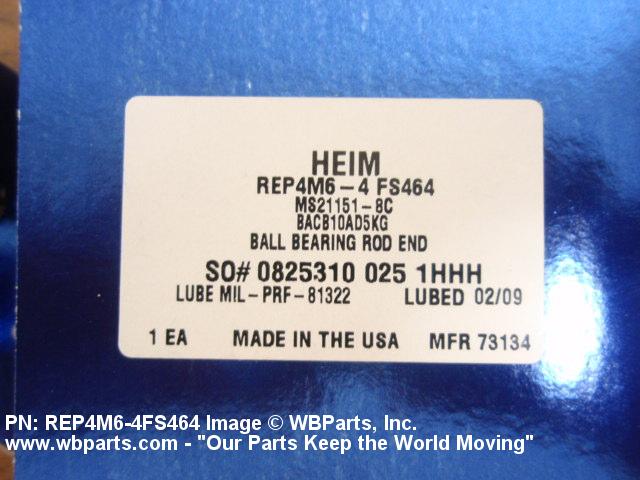 HEIM
REP4M6-4 FS464
MS21151-8C
BACB10AD5KG
BALL BEARING ROD END
SO# 0825310 025 1HHH
LUBE MIL-PRF-81322 LUBED 02/09
1 EA MADE IN THE USA MFR 73134
PN: REP4M6-4FS464 Image © WBParts, Inc.
www.wbparts.com - "Our Parts Keep the World Moving"